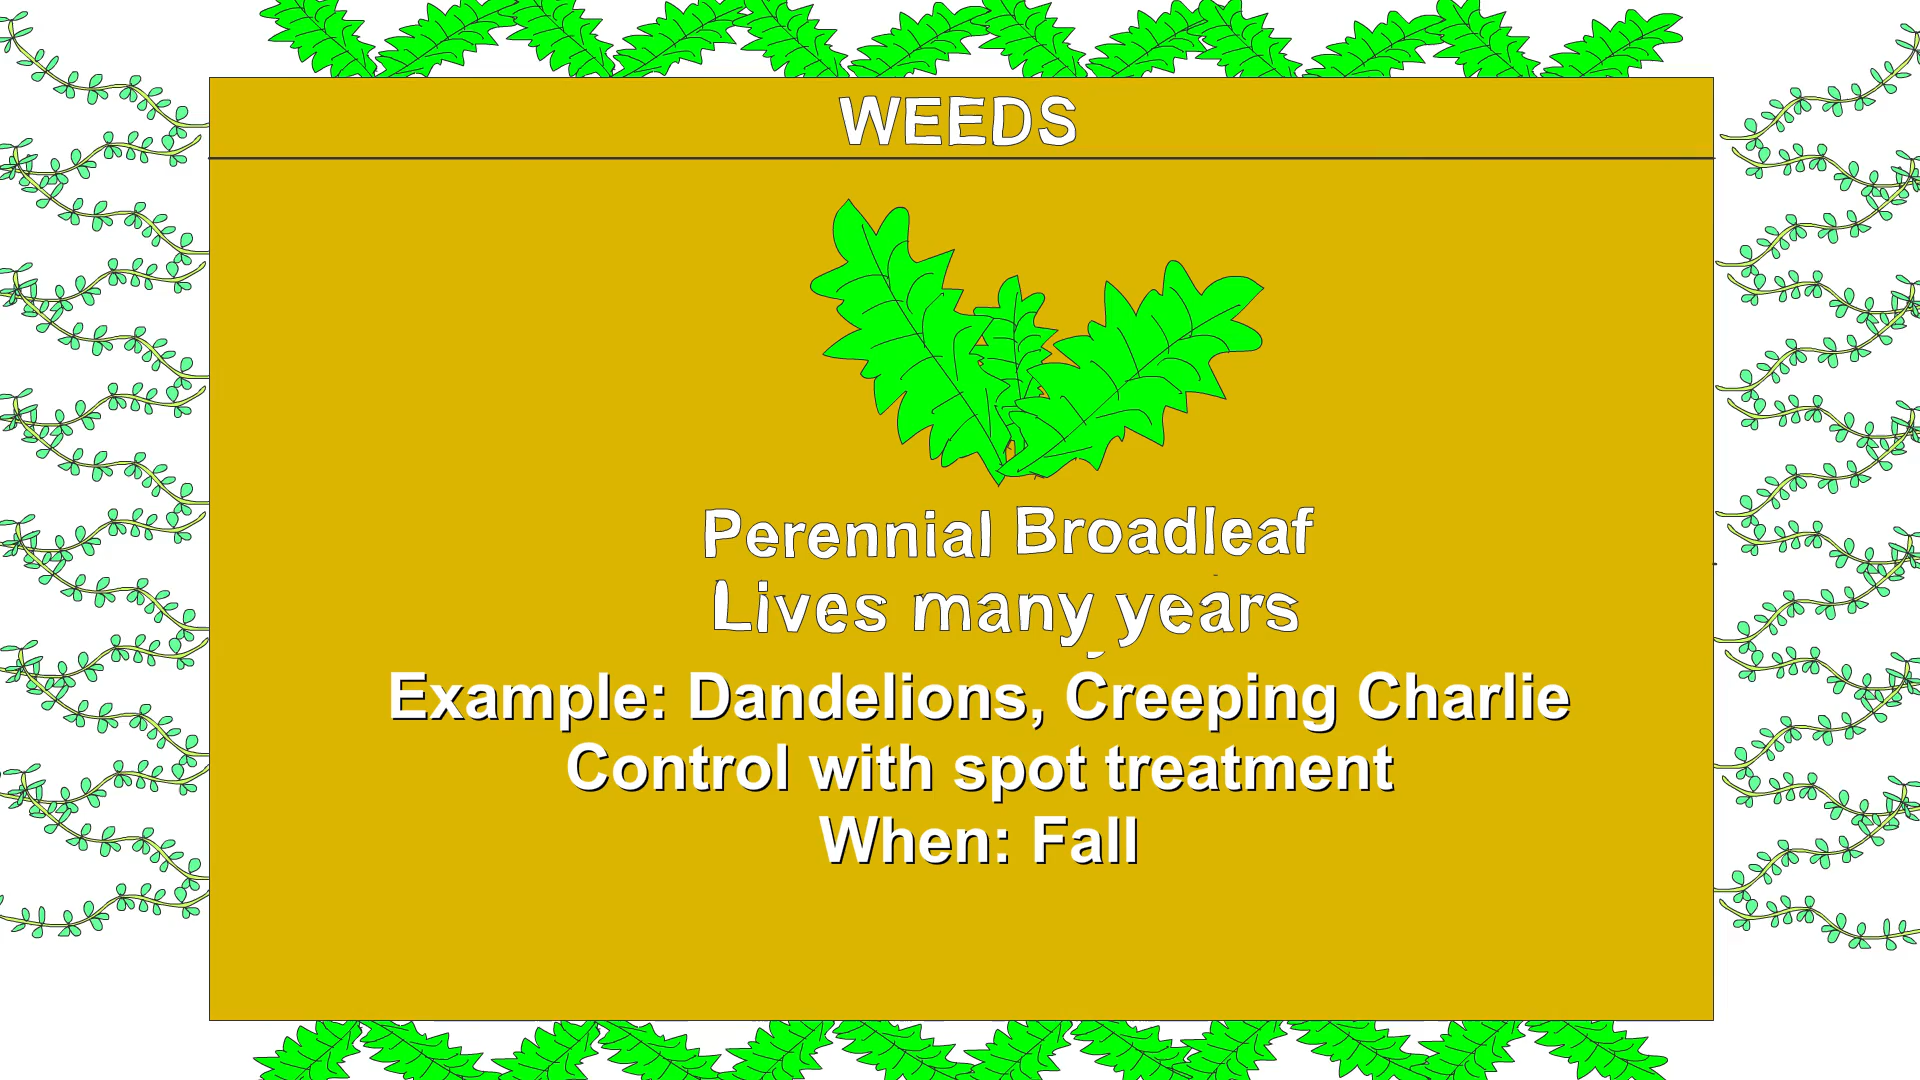 WEEDS
Perennial Broadleaf
Lives many years
Example: Dandelions, Creeping Charlie
Control with spot treatment
When: Fall